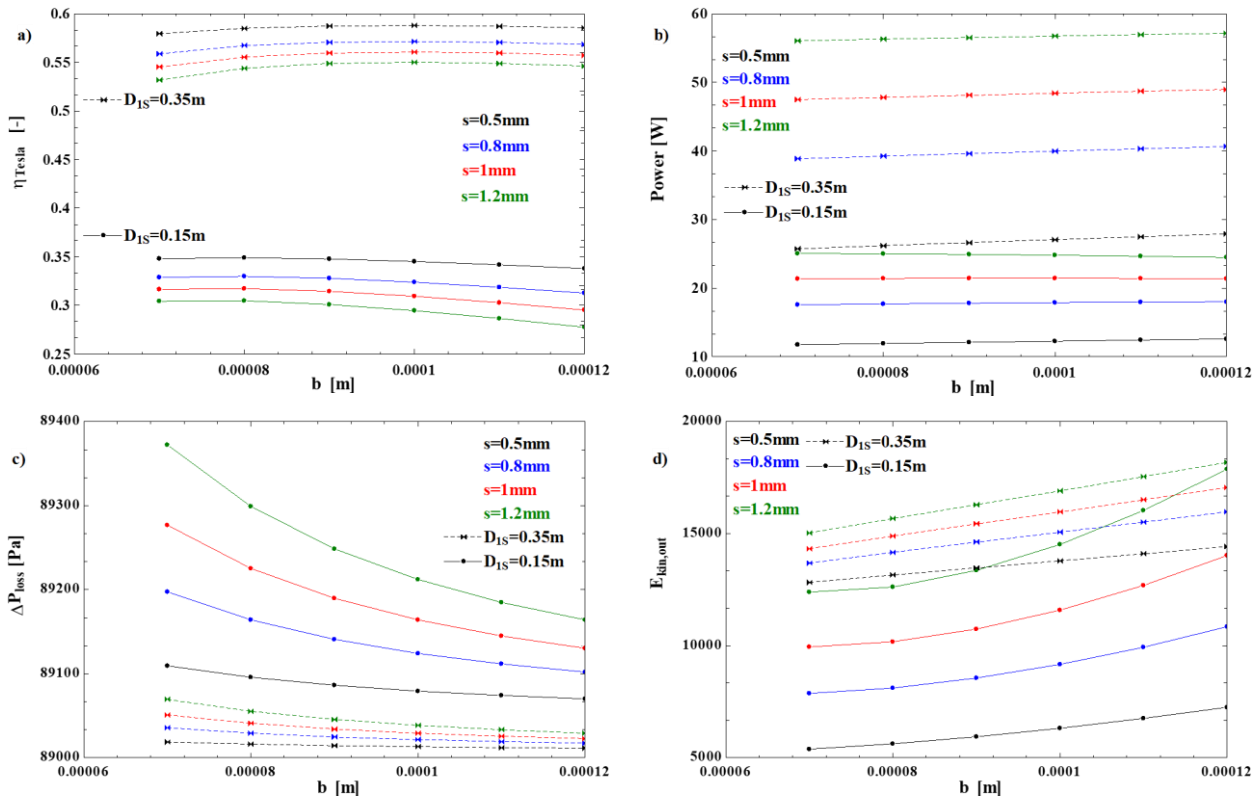 a)
0.6
0.55
0.5
0.45
0.4
0.35
0.3
0.25
η_Tesla [-]
D1S=0.35m
s=0.5mm
s=0.8mm
s=1mm
s=1.2mm
D1S=0.15m
0.00006 0.00008 0.0001 0.00012
b [m]
b)
60
50
40
30
20
10
Power [W]
s=0.5mm
s=0.8mm
s=1mm
s=1.2mm
D1S=0.35m
D1S=0.15m
0.00006 0.00008 0.0001 0.00012
b [m]
c)
89400
89300
89200
89100
89000
ΔPloss [Pa]
s=0.5mm
s=0.8mm
s=1mm
s=1.2mm
D1S=0.35m
D1S=0.15m
0.00006 0.00008 0.0001 0.00012
b [m]
d)
20000
15000
10000
5000
Ekin,out
s=0.5mm
s=0.8mm
s=1mm
s=1.2mm
D1S=0.35m
D1S=0.15m
0.00006 0.00008 0.0001 0.00012
b [m]